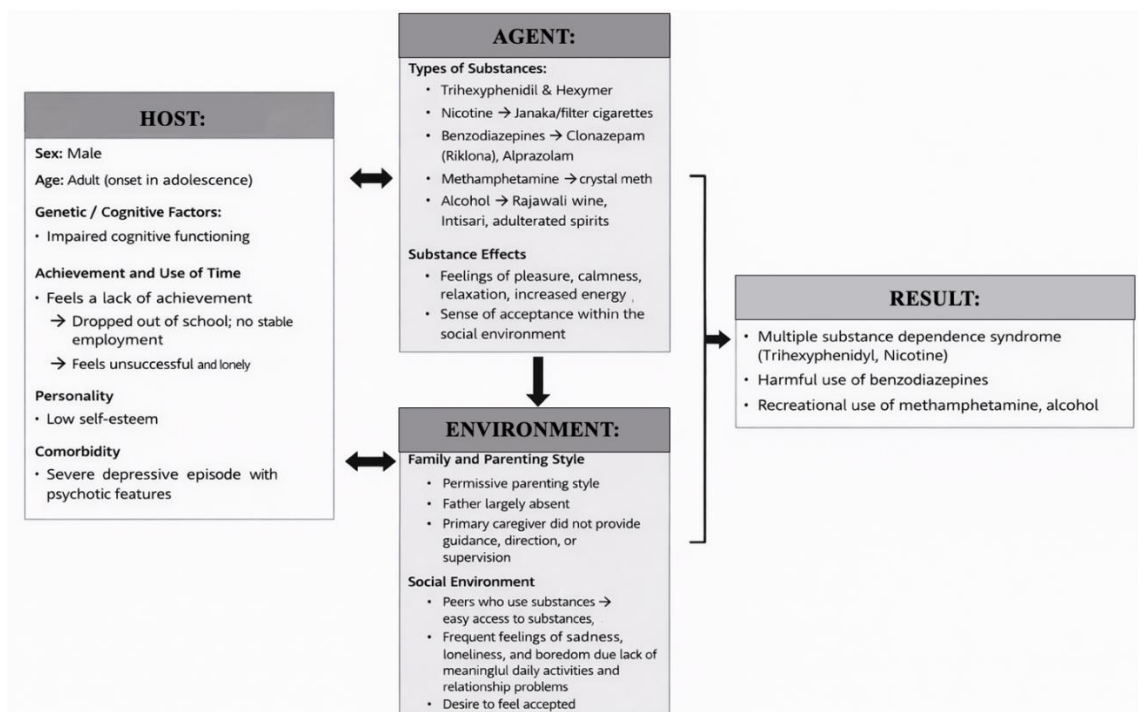 HOST:
Sex: Male
Age: Adult (onset in adolescence)
Genetic / Cognitive Factors:
• Impaired cognitive functioning
Achievement and Use of Time
• Feels a lack of achievement
→ Dropped out of school; no stable
employment
→ Feels unsuccessful and lonely
Personality
• Low self-esteem
Comorbidity
• Severe depressive episode with
psychotic features
AGENT:
Types of Substances:
• Trihexyphenidil & Hexymer
• Nicotine → Janaka/filter cigarettes
• Benzodiazepines → Clonazepam
(Riklona), Alprazolam
• Methamphetamine → crystal meth
• Alcohol → Rajawali wine,
Intisari, adulterated spirits
Substance Effects
• Feelings of pleasure, calmness,
relaxation, increased energy ,
• Sense of acceptance within the
social environment
ENVIRONMENT:
Family and Parenting Style
• Permissive parenting style
• Father largely absent
• Primary caregiver did not provide
guidance, direction, or
supervision
Social Environment
• Peers who use substances →
easy access to substances,
• Frequent feelings of sadness,
loneliness, and boredom due lack of
meaninglul daily activities and
relationship problems
• Desire to feel accepted
RESULT:
• Multiple substance dependence syndrome
(Trihexyphenidyl, Nicotine)
• Harmful use of benzodiazepines
• Recreational use of methamphetamine, alcohol